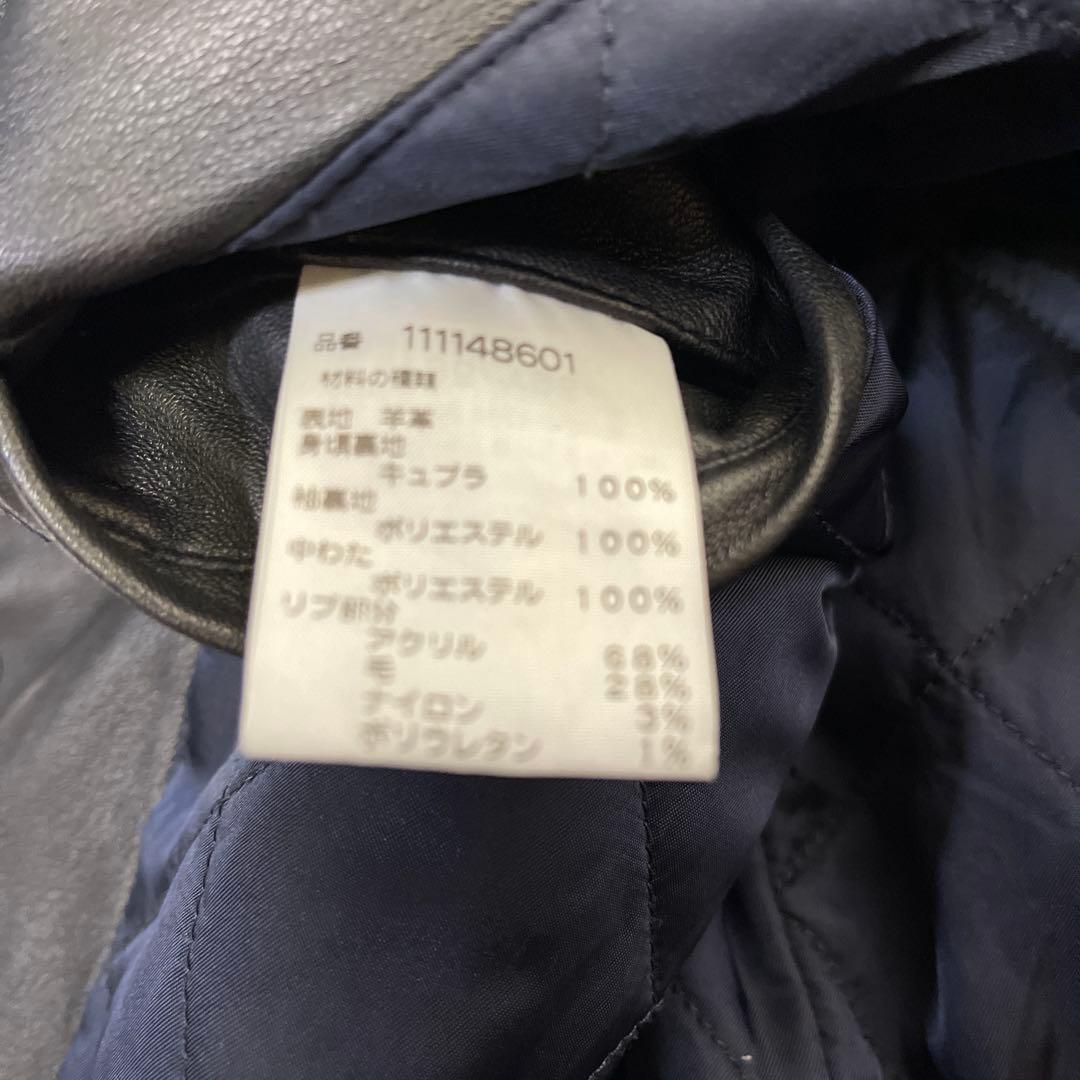 品番 111148601
材料の種類
表地 羊革
身頃裏地
キュプラ 100%
袖裏地
ポリエステル 100%
中わた
ポリエステル 100%
リブ部分
アクリル 68%
毛 28%
ナイロン 3%
ポリウレタン 1%